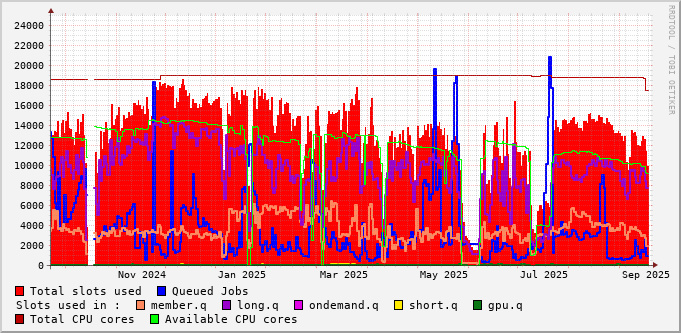 24000
22000
20000
18000
16000
14000
12000
10000
8000
6000
4000
2000
0
Nov 2024 Jan 2025 Mar 2025 May 2025 Jul 2025 Sep 2025
Total slots used Queued Jobs
Slots used in : member.q long.q ondemand.q short.q gpu.q
Total CPU cores Available CPU cores
RRDTOOL / TOBI OETIKER